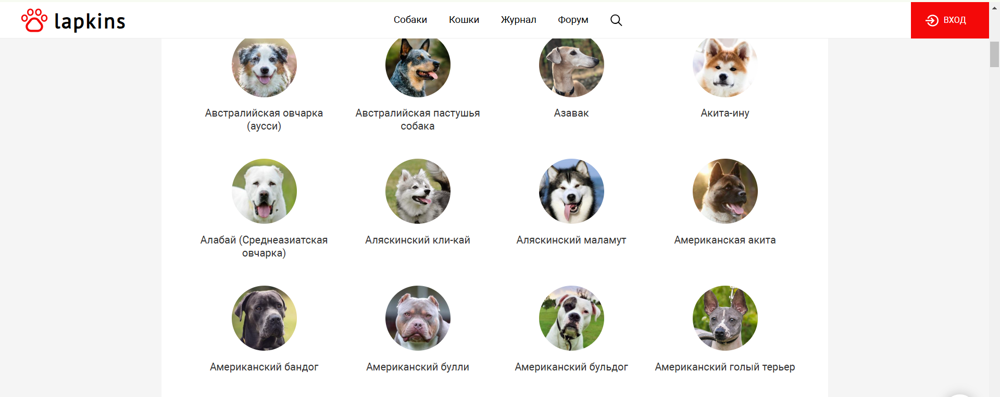 lapkins
Собаки
Кошки
Журнал
Форум
ВХОД
Австралийская овчарка
(аусси)
Австралийская пастушья
собака
Азавак
Акита-ину
Алабай (Среднеазиатская
овчарка)
Аляскинский кли-кай
Аляскинский маламут
Американская акита
Американский бандог
Американский булли
Американский бульдог
Американский голый терьер